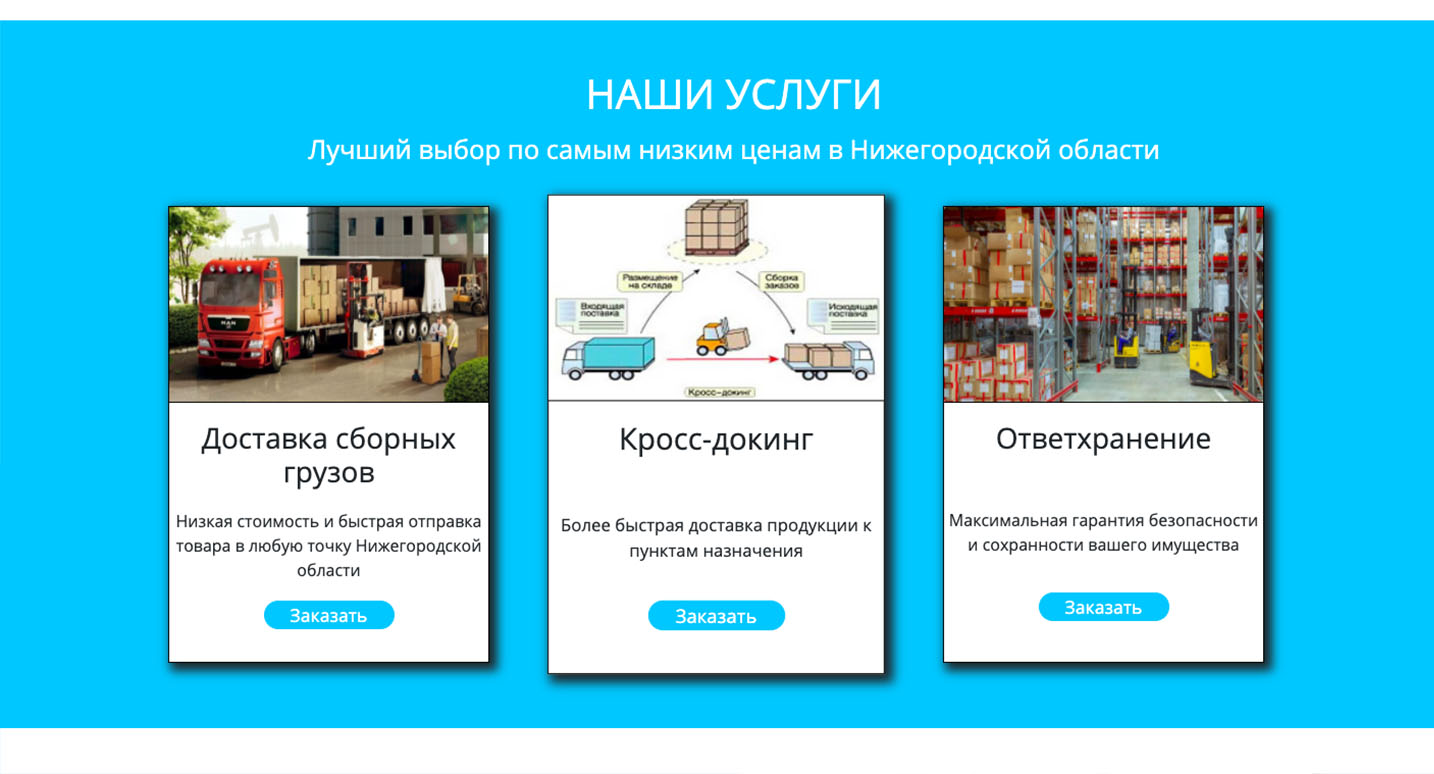 НАШИ УСЛУГИ
Лучший выбор по самым низким ценам в Нижегородской области
MAN
Доставка сборных
грузов
Низкая стоимость и быстрая отправка
товара в любую точку Нижегородской
области
Заказать
Размещение
на складе
Сборка
заказов
Входящая
поставка
Исходящая
поставка
Кросс-докинг
Кросс-докинг
Более быстрая доставка продукции к
пунктам назначения
Заказать
Ответхранение
Максимальная гарантия безопасности
и сохранности вашего имущества
Заказать